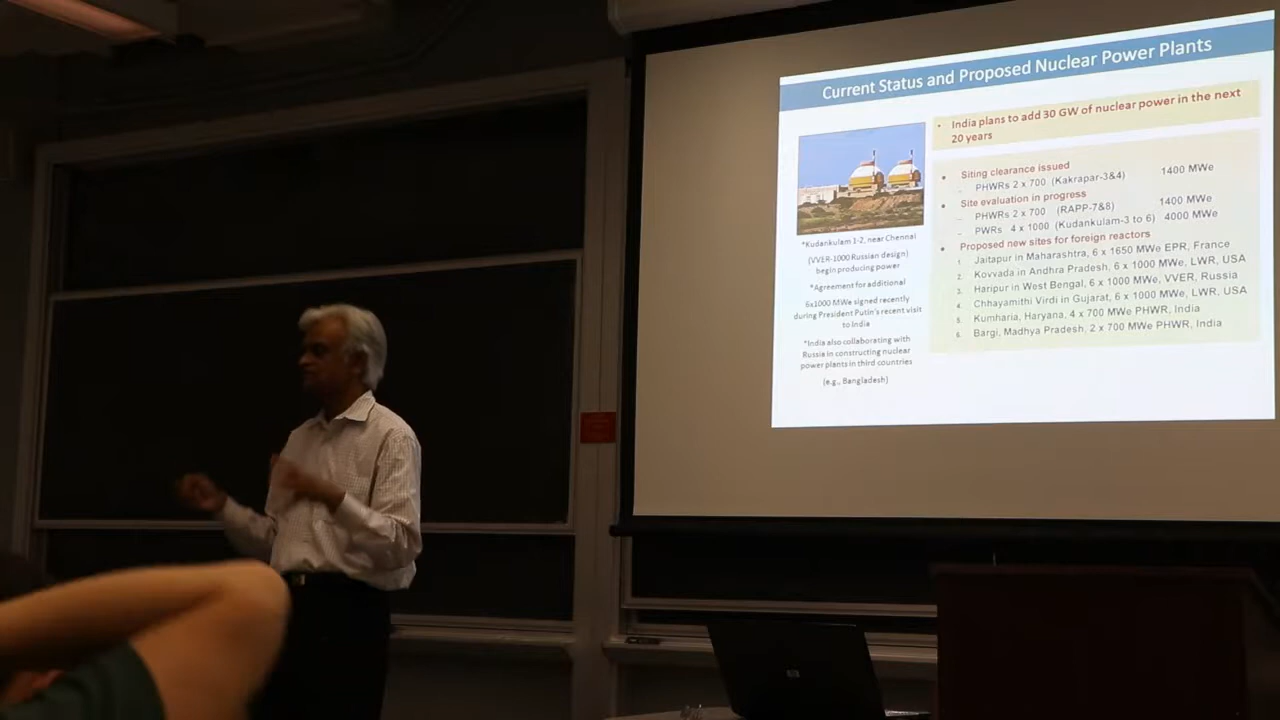 Current Status and Proposed Nuclear Power Plants
• India plans to add 30 GW of nuclear power in the next
20 years
*Kudankulam 1-2, near Chennai
(VVER-1000 Russian design)
begin producing power
*Agreement for additional
6x1000 MWe signed recently
during President Putin's recent visit
to India
*India also collaborating with
Russia in constructing nuclear
power plants in third countries
(e.g., Bangladesh)
• Siting clearance issued
– PHWRs 2 x 700 (Kakrapar-3&4) 1400 MWe
• Site evaluation in progress
– PHWRs 2 x 700 (RAPP-7&8) 1400 MWe
– PWRs 4 x 1000 (Kudankulam-3 to 6) 4000 MWe
• Proposed new sites for foreign reactors
1. Jaitapur in Maharashtra, 6 x 1650 MWe EPR, France,
2. Kovvada in Andhra Pradesh, 6 x 1000 MWe, LWR, USA
3. Haripur in West Bengal, 6 x 1000 MWe, VVER, Russia
4. Chhayamithi Virdi in Gujarat, 6 x 1000 MWe, LWR, USA
5. Kumharia, Haryana, 4 x 700 MWe PHWR, India
6. Bargi, Madhya Pradesh, 2 x 700 MWe PHWR, India
hp